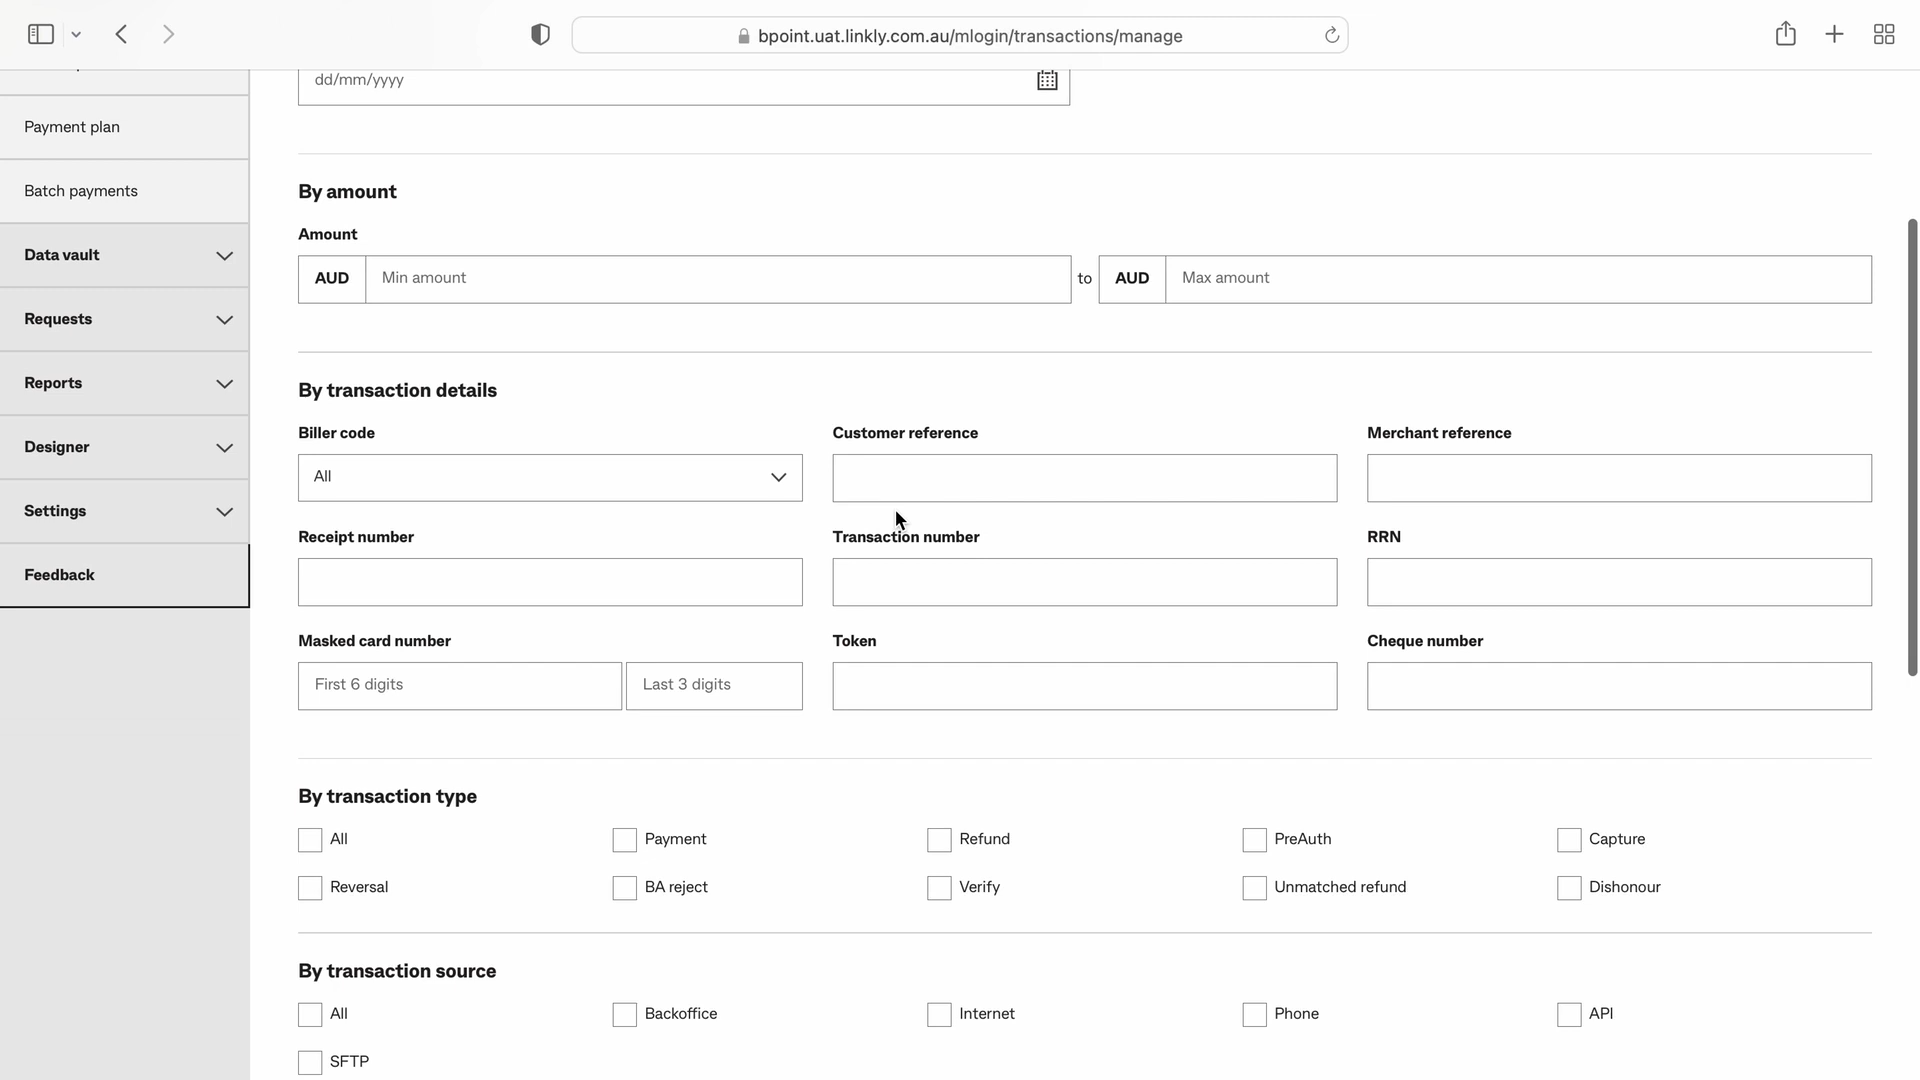 bpoint.uat.linkly.com.au/mlogin/transactions/manage
dd/mm/yyyy
Payment plan
Batch payments
Data vault
Requests
Reports
Designer
Settings
Feedback
By amount
Amount
AUD Min amount to AUD Max amount
By transaction details
Biller code Customer reference Merchant reference
All
Receipt number Transaction number RRN
Masked card number Token Cheque number
First 6 digits Last 3 digits
By transaction type
All Payment Refund PreAuth Capture
Reversal BA reject Verify Unmatched refund Dishonour
By transaction source
All Backoffice Internet Phone API
SFTP